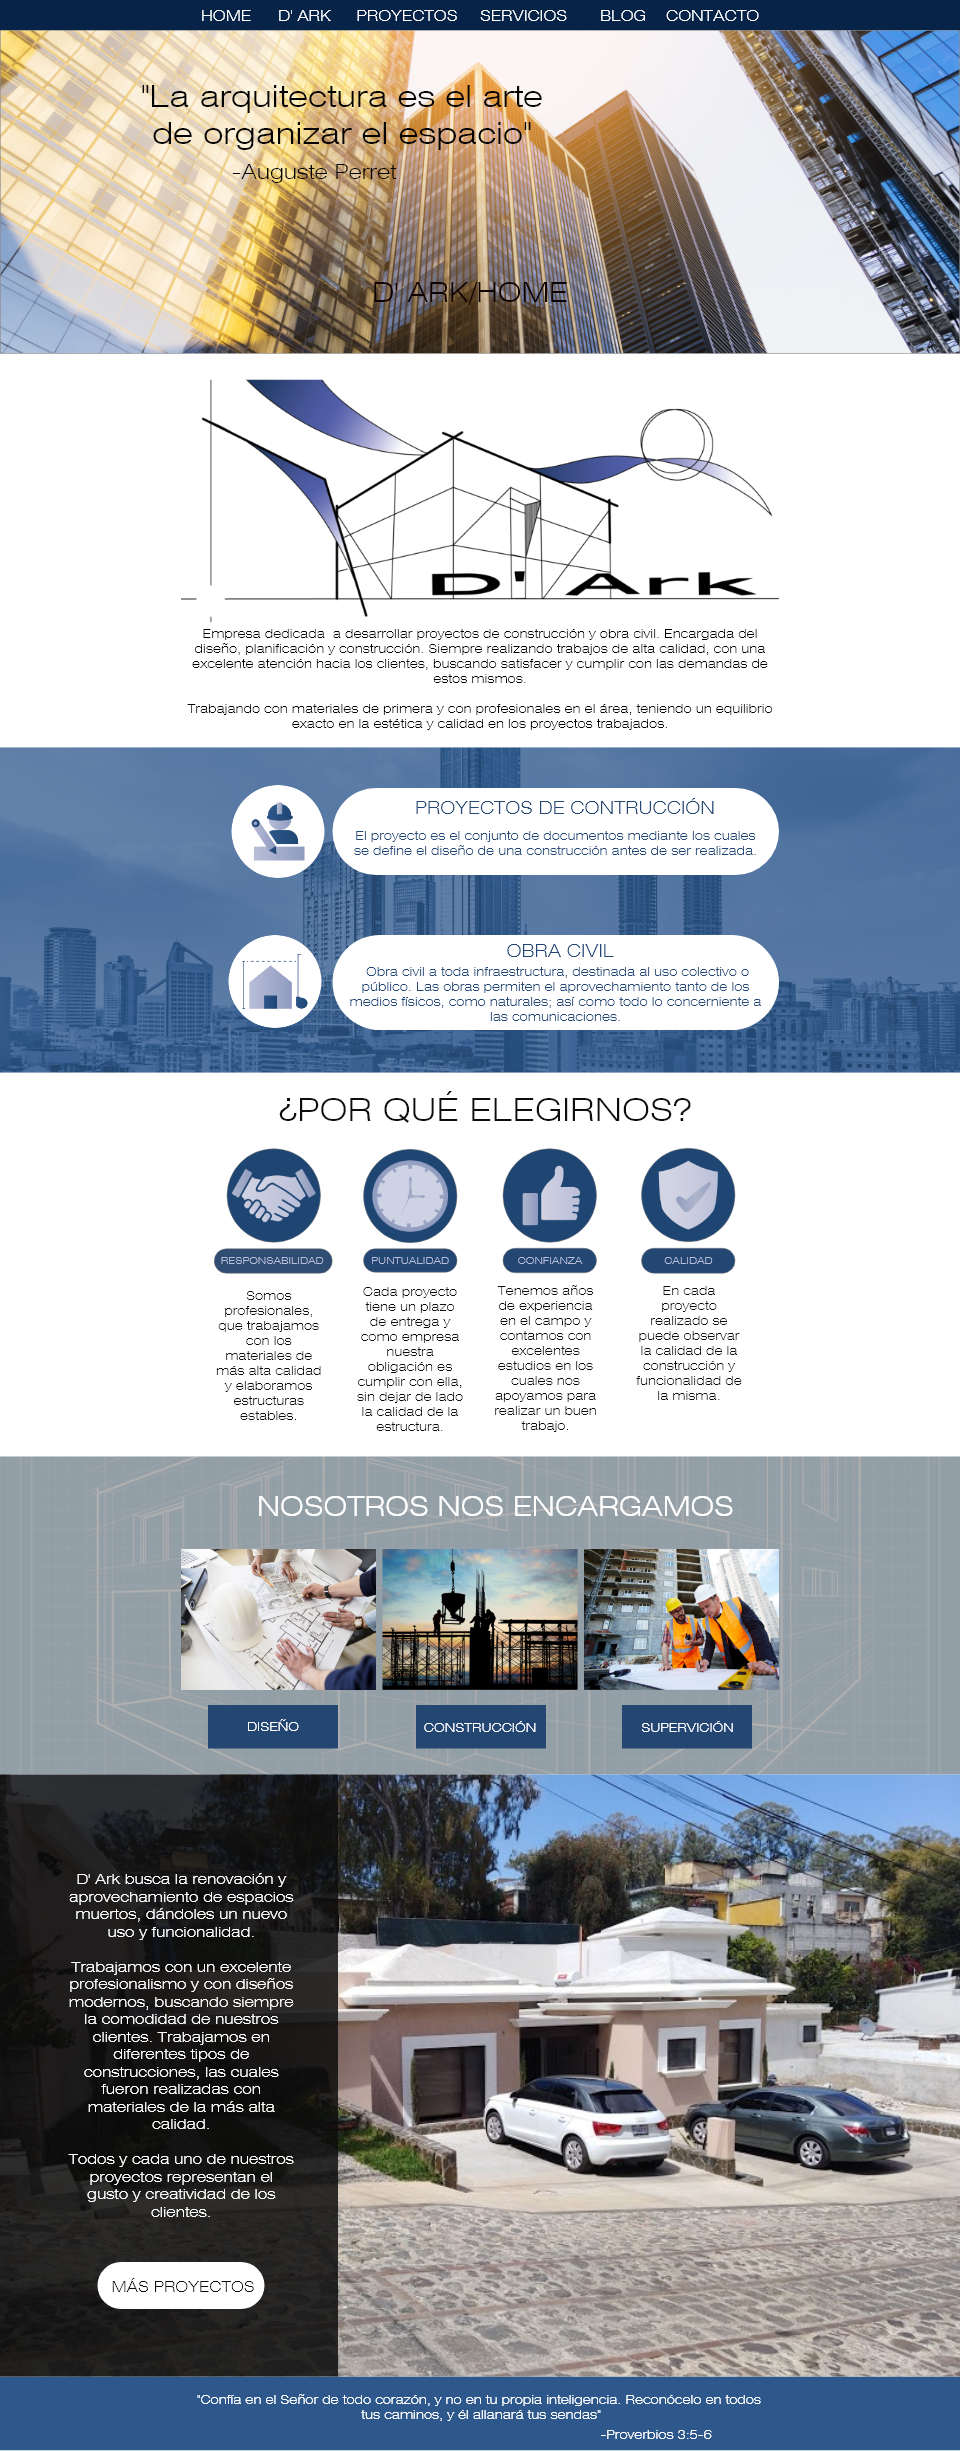 HOME D' ARK PROYECTOS SERVICIOS BLOG CONTACTO
"La arquitectura es el arte
de organizar el espacio"
-Auguste Perret
D' ARK/HOME
D' Ark
Empresa dedicada  a desarrollar proyectos de construcción y obra civil. Encargada del
diseño, planificación y construcción. Siempre realizando trabajos de alta calidad, con una
excelente atención hacia los clientes, buscando satisfacer y cumplir con las demandas de
estos mismos.
Trabajando con materiales de primera y con profesionales en el área, teniendo un equilibrio
exacto en la estética y calidad en los proyectos trabajados.
PROYECTOS DE CONTRUCCIÓN
El proyecto es el conjunto de documentos mediante los cuales
se define el diseño de una construcción antes de ser realizada.
OBRA CIVIL
Obra civil a toda infraestructura, destinada al uso colectivo o
público. Las obras permiten el aprovechamiento tanto de los
medios físicos, como naturales; así como todo lo concerniente a
las comunicaciones.
¿POR QUÉ ELEGIRNOS?
RESPONSABILIDAD
Somos
profesionales,
que trabajamos
con los
materiales de
más alta calidad
y elaboramos
estructuras
estables.
PUNTUALIDAD
Cada proyecto
tiene un plazo
de entrega y
como empresa
nuestra
obligación es
cumplir con ella,
sin dejar de lado
la calidad de la
estructura.
CONFIANZA
Tenemos años
de experiencia
en el campo y
contamos con
excelentes
estudios en los
cuales nos
apoyamos para
realizar un buen
trabajo.
CALIDAD
En cada
proyecto
realizado se
puede observar
la calidad de la
construcción y
funcionalidad de
la misma.
NOSOTROS NOS ENCARGAMOS
DISEÑO
CONSTRUCCIÓN
SUPERVICIÓN
D' Ark busca la renovación y
aprovechamiento de espacios
muertos, dándoles un nuevo
uso y funcionalidad.
Trabajamos con un excelente
profesionalismo y con diseños
modernos, buscando siempre
la comodidad de nuestros
clientes. Trabajamos en
diferentes tipos de
construcciones, las cuales
fueron realizadas con
materiales de la más alta
calidad.
Todos y cada uno de nuestros
proyectos representan el
gusto y creatividad de los
clientes.
MÁS PROYECTOS
"Confía en el Señor de todo corazón, y no en tu propia inteligencia. Reconócelo en todos
tus caminos, y él allanará tus sendas"
-Proverbios 3:5-6